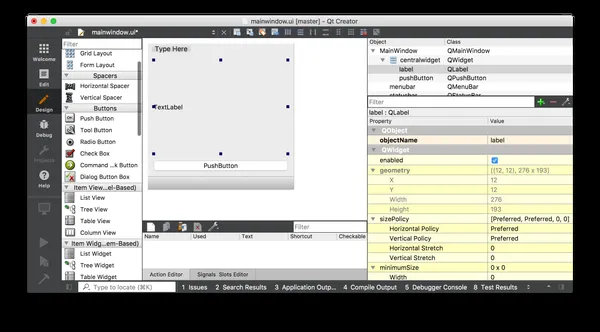 mainwindow.ui [master] - Qt Creator
mainwindow.ui*
Welcome
Edit
Design
Debug
Projects
Help
Filter
Grid Layout
Form Layout
Spacers
Horizontal Spacer
Vertical Spacer
Buttons
Push Button
Tool Button
Radio Button
Check Box
Command ...k Button
Dialog Button Box
Item View...el-Based)
List View
Tree View
Table View
Column View
Item Widg...em-Based)
List Widget
Tree Widget
Table Widget
Type Here
TextLabel
PushButton
Filter
Name Used Text Shortcut Checkable
Action Editor Signals Slots Editor
Object Class
MainWindow QMainWindow
centralwidget QWidget
label QLabel
pushButton QPushButton
menubar QMenuBar
statusbar QStatusBar
Filter
label : QLabel
Property Value
QObject
objectName label
QWidget
enabled
geometry [(12, 12), 276 x 193]
X 12
Y 12
Width 276
Height 193
sizePolicy [Preferred, Preferred, 0, 0]
Horizontal Policy Preferred
Vertical Policy Preferred
Horizontal Stretch 0
Vertical Stretch 0
minimumSize 0 x 0
Width 0
Type to locate (⌘K)
1 Issues
2 Search Results
3 Application Outp...
4 Compile Output
5 Debugger Console
8 Test Results